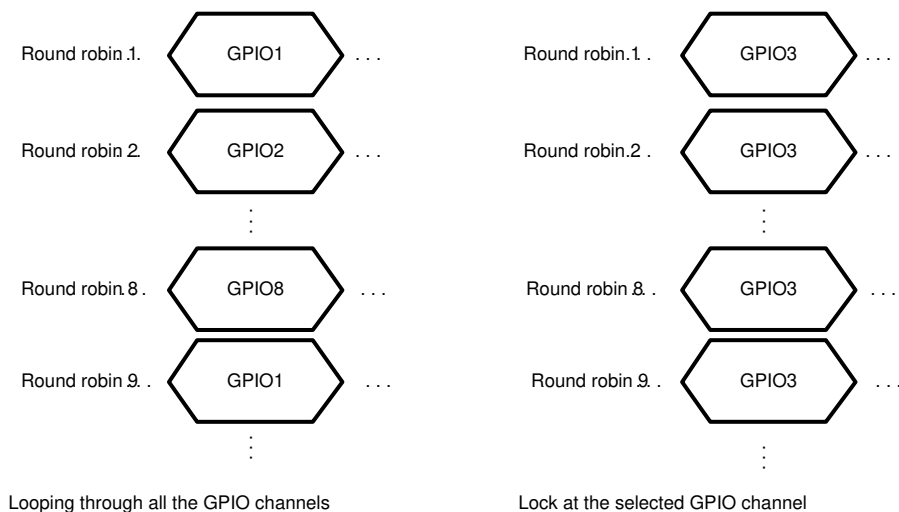 Round robin .1. GPIO1 . . . Round robin.1. . GPIO3 . . .
Round robin 2. GPIO2 . . . Round robin.2 . GPIO3 . . .
Round robin. 8 . GPIO8 . . . Round robin 8. . GPIO3 . . .
Round robin 9. . GPIO1 . . . Round robin 9. . GPIO3 . . .
Looping through all the GPIO channels
Lock at the selected GPIO channel